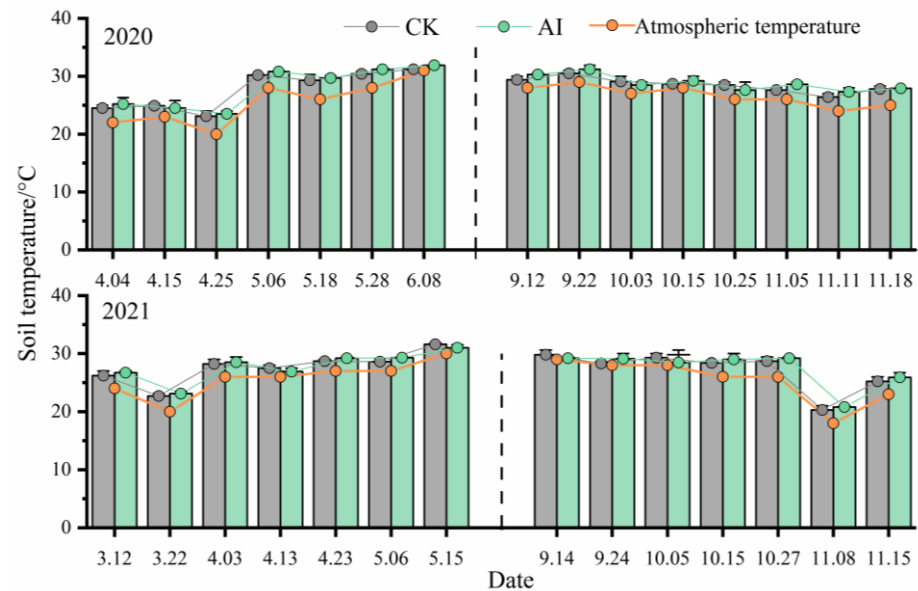 CK AI Atmospheric temperature
2020
40
30
20
10
0
4.04 4.15 4.25 5.06 5.18 5.28 6.08 9.12 9.22 10.03 10.15 10.25 11.05 11.11 11.18
Soil temperature/°C
2021
40
30
20
10
0
3.12 3.22 4.03 4.13 4.23 5.06 5.15 9.14 9.24 10.05 10.15 10.27 11.08 11.15
Date